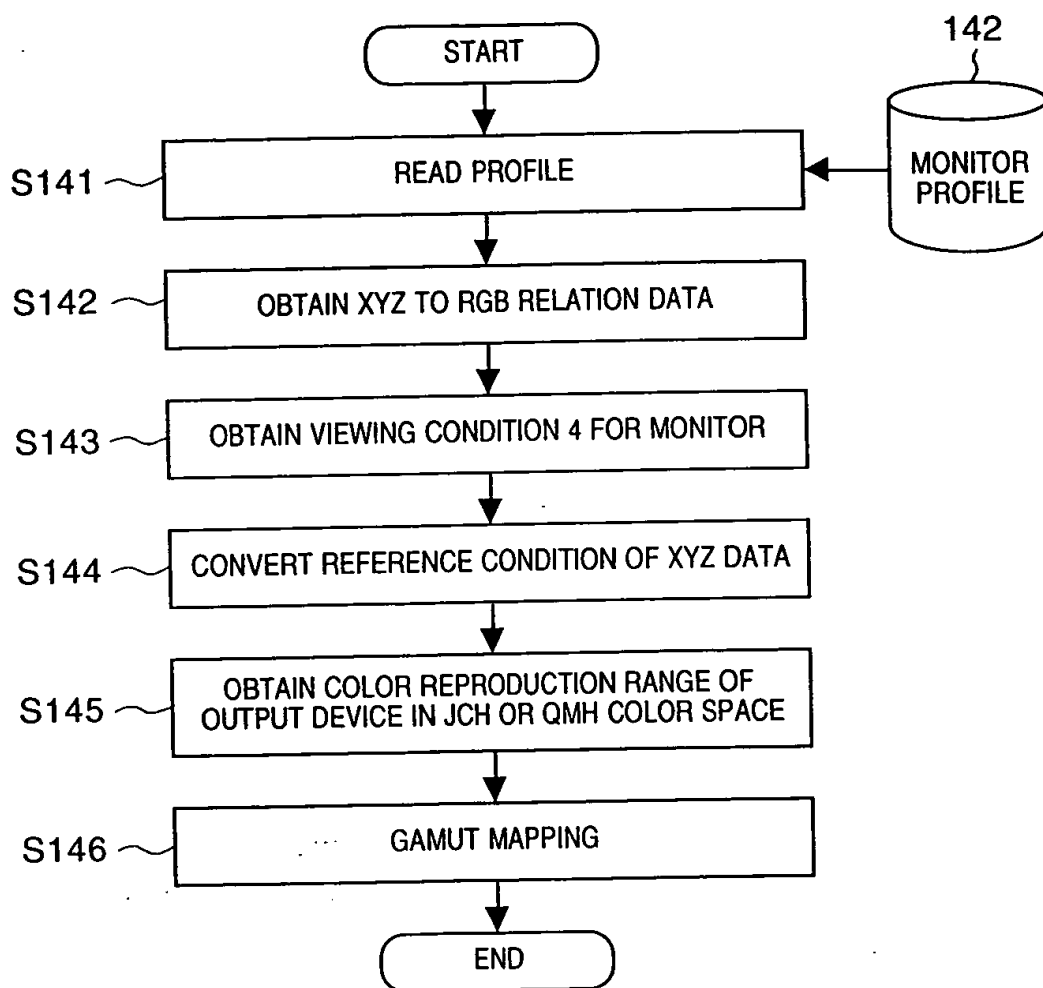 START
142
MONITOR
PROFILE
S141
READ PROFILE
S142
OBTAIN XYZ TO RGB RELATION DATA
S143
OBTAIN VIEWING CONDITION 4 FOR MONITOR
S144
CONVERT REFERENCE CONDITION OF XYZ DATA
S145
OBTAIN COLOR REPRODUCTION RANGE OF
OUTPUT DEVICE IN JCH OR QMH COLOR SPACE
S146
GAMUT MAPPING
END